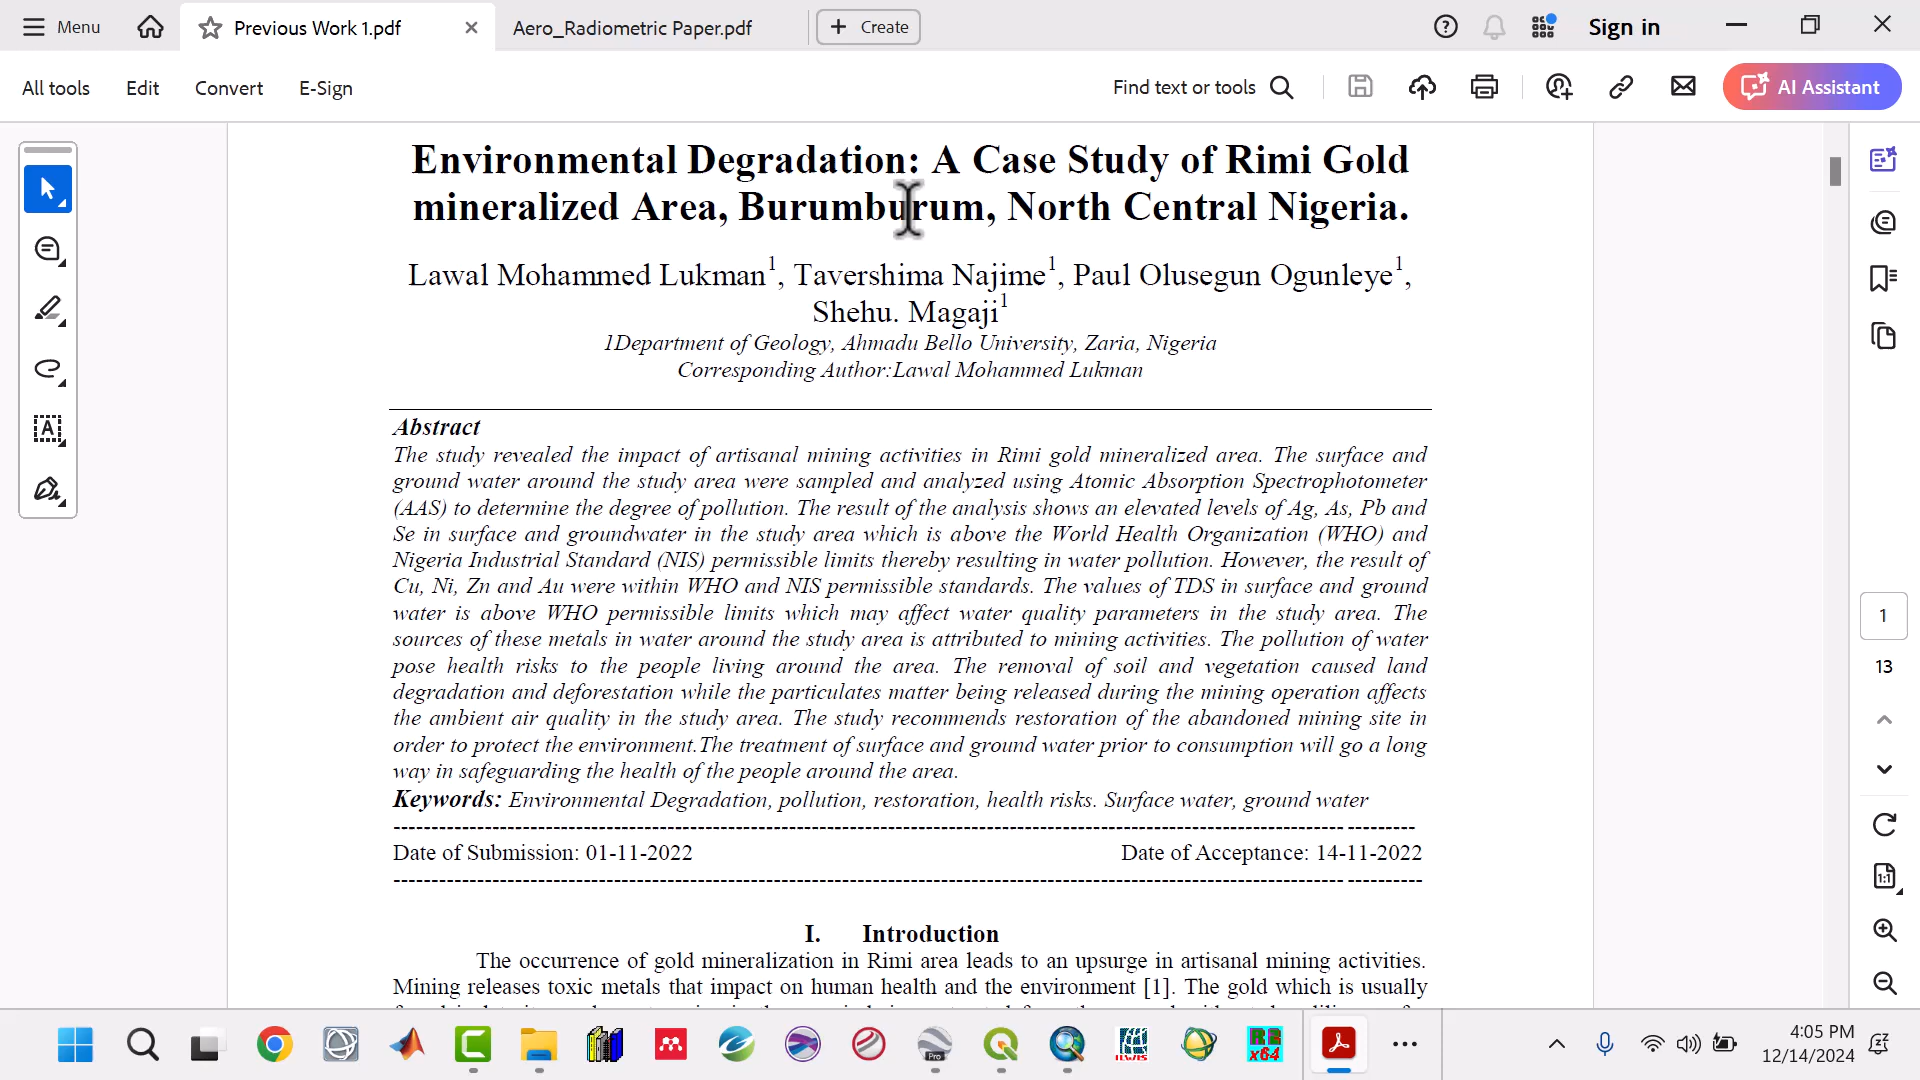 Menu
Previous Work 1.pdf
Aero_Radiometric Paper.pdf
Create
Sign in
All tools
Edit
Convert
E-Sign
Find text or tools
AI Assistant
Environmental Degradation: A Case Study of Rimi Gold
mineralized Area, Burumburum, North Central Nigeria.
Lawal Mohammed Lukman1, Tavershima Najime1, Paul Olusegun Ogunleye1,
Shehu. Magaji1
1Department of Geology, Ahmadu Bello University, Zaria, Nigeria
Corresponding Author:Lawal Mohammed Lukman
Abstract
The study revealed the impact of artisanal mining activities in Rimi gold mineralized area. The surface and
ground water around the study area were sampled and analyzed using Atomic Absorption Spectrophotometer
(AAS) to determine the degree of pollution. The result of the analysis shows an elevated levels of Ag, As, Pb and
Se in surface and groundwater in the study area which is above the World Health Organization (WHO) and
Nigeria Industrial Standard (NIS) permissible limits thereby resulting in water pollution. However, the result of
Cu, Ni, Zn and Au were within WHO and NIS permissible standards. The values of TDS in surface and ground
water is above WHO permissible limits which may affect water quality parameters in the study area. The
sources of these metals in water around the study area is attributed to mining activities. The pollution of water
pose health risks to the people living around the area. The removal of soil and vegetation caused land
degradation and deforestation while the particulates matter being released during the mining operation affects
the ambient air quality in the study area. The study recommends restoration of the abandoned mining site in
order to protect the environment.The treatment of surface and ground water prior to consumption will go a long
way in safeguarding the health of the people around the area.
Keywords: Environmental Degradation, pollution, restoration, health risks. Surface water, ground water
Date of Submission: 01-11-2022 Date of Acceptance: 14-11-2022
I. Introduction
The occurrence of gold mineralization in Rimi area leads to an upsurge in artisanal mining activities.
Mining releases toxic metals that impact on human health and the environment [1]. The gold which is usually
1
13
4:05 PM
12/14/2024